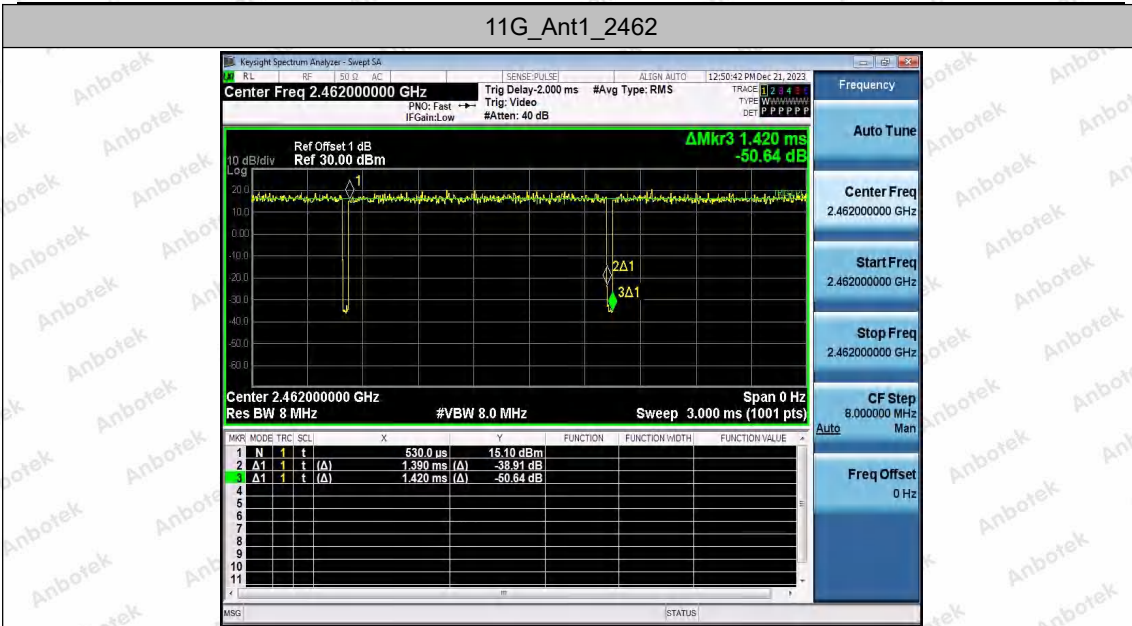 11G_Ant1_2462
Keysight Spectrum Analyzer - Swept SA
RL RF 50 Ω AC SENSE:PULSE ALIGN AUTO 12:50:42 PM Dec 21, 2023
Center Freq 2.462000000 GHz
PNO: Fast
IFGain:Low
Trig Delay-2.000 ms
Trig: Video
#Atten: 40 dB
#Avg Type: RMS
TRACE 1 2 3 4 5 6
TYPE WWWWWW
DET P P P P P P
ΔMkr3 1.420 ms
-50.64 dB
Ref Offset 1 dB
10 dB/div Ref 30.00 dBm
Log
20.0
10.0
0.00
-10.0
-20.0
-30.0
-40.0
-50.0
-60.0
1
2Δ1
3Δ1
Center 2.462000000 GHz Span 0 Hz
Res BW 8 MHz #VBW 8.0 MHz Sweep 3.000 ms (1001 pts)
MKR MODE TRC SCL X Y FUNCTION FUNCTION WIDTH FUNCTION VALUE
1 N 1 t 530.0 µs 15.10 dBm
2 Δ1 1 t (Δ) 1.390 ms (Δ) -38.91 dB
3 Δ1 1 t (Δ) 1.420 ms (Δ) -50.64 dB
4
5
6
7
8
9
10
11
MSG STATUS
Frequency
Auto Tune
Center Freq
2.462000000 GHz
Start Freq
2.462000000 GHz
Stop Freq
2.462000000 GHz
CF Step
8.000000 MHz
Auto Man
Freq Offset
0 Hz
Anbotek